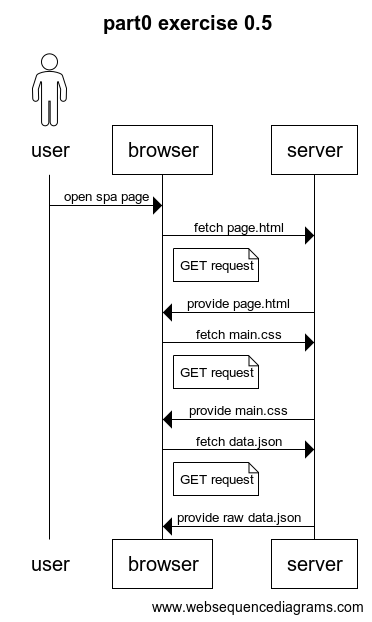 part0 exercise 0.5
user
browser
server
open spa page
fetch page.html
GET request
provide page.html
fetch main.css
GET request
provide main.css
fetch data.json
GET request
provide raw data.json
user
browser
server
www.websequencediagrams.com